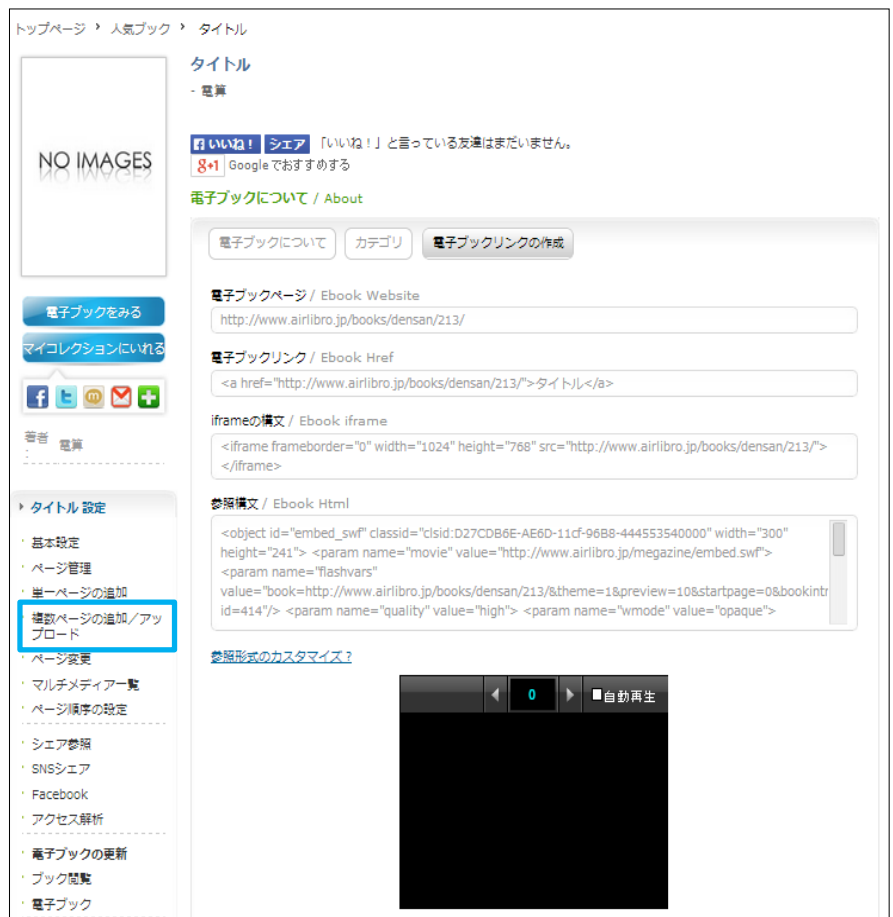 トップページ › 人気ブック › タイトル
タイトル
- 電算
NO IMAGES
いいね！ シェア 「いいね！」と言っている友達はまだいません。
g+1 Googleでおすすめする
電子ブックについて / About
電子ブックについて カテゴリ 電子ブックリンクの作成
電子ブックページ / Ebook Website
http://www.airlibro.jp/books/densan/213/
電子ブックリンク / Ebook Href
<a href="http://www.airlibro.jp/books/densan/213/">タイトル</a>
iframeの構文 / Ebook iframe
<iframe frameborder="0" width="1024" height="768" src="http://www.airlibro.jp/books/densan/213/">
</iframe>
参照構文 / Ebook Html
<object id="embed_swf" classid="clsid:D27CDB6E-AE6D-11cf-96B8-444553540000" width="300"
height="241"> <param name="movie" value="http://www.airlibro.jp/megazine/embed.swf">
<param name="flashvars"
value="book=http://www.airlibro.jp/books/densan/213/&theme=1&preview=10&startpage=0&bookintr
id=414"/> <param name="quality" value="high"> <param name="wmode" value="opaque">
参照形式のカスタマイズ？
0 自動再生
電子ブックをみる
マイコレクションにいれる
著者
: 電算
タイトル 設定
基本設定
ページ管理
単一ページの追加
複数ページの追加／アッ
プロード
ページ変更
マルチメディア一覧
ページ順序の設定
シェア参照
SNSシェア
Facebook
アクセス解析
電子ブックの更新
ブック閲覧
電子ブック